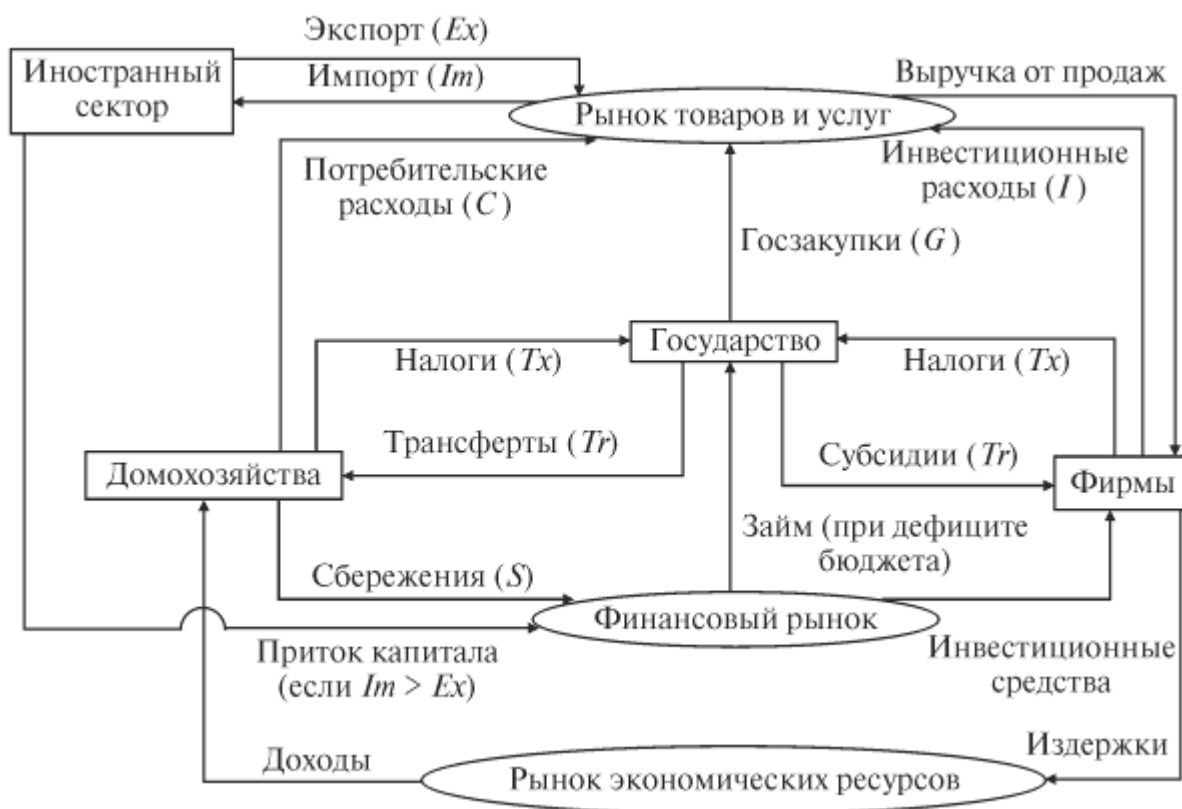 Экспорт (Ex)
Иностранный
сектор
Импорт (Im)
Выручка от продаж
Рынок товаров и услуг
Потребительские
расходы (C)
Инвестиционные
расходы (I)
Госзакупки (G)
Государство
Налоги (Tx)
Налоги (Tx)
Трансферты (Tr)
Субсидии (Tr)
Домохозяйства
Фирмы
Займ (при дефиците
бюджета)
Сбережения (S)
Финансовый рынок
Приток капитала
(если Im > Ex)
Инвестиционные
средства
Доходы
Издержки
Рынок экономических ресурсов